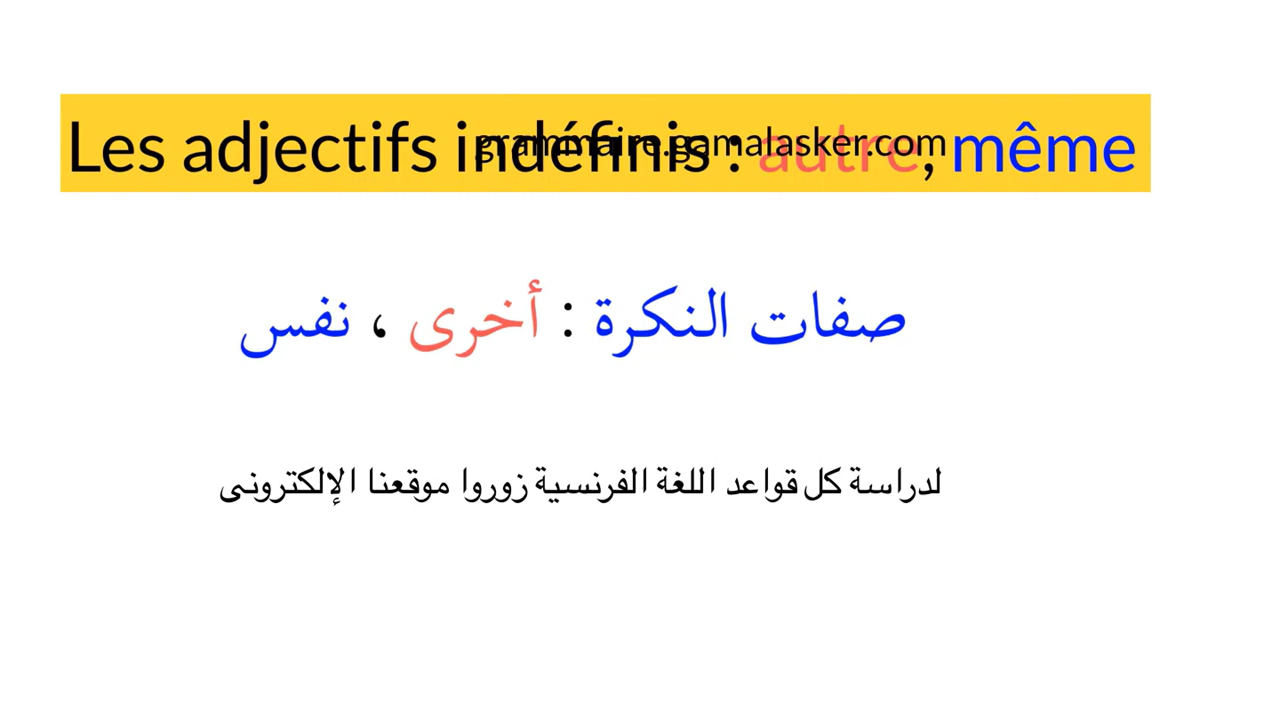 Les adjectifs indéfinis : autre, même
grammaire.gamalasker.com
صفات النكرة : أخرى ، نفس
لدراسة كل قواعد اللغة الفرنسية زوروا موقعنا الإلكترونى